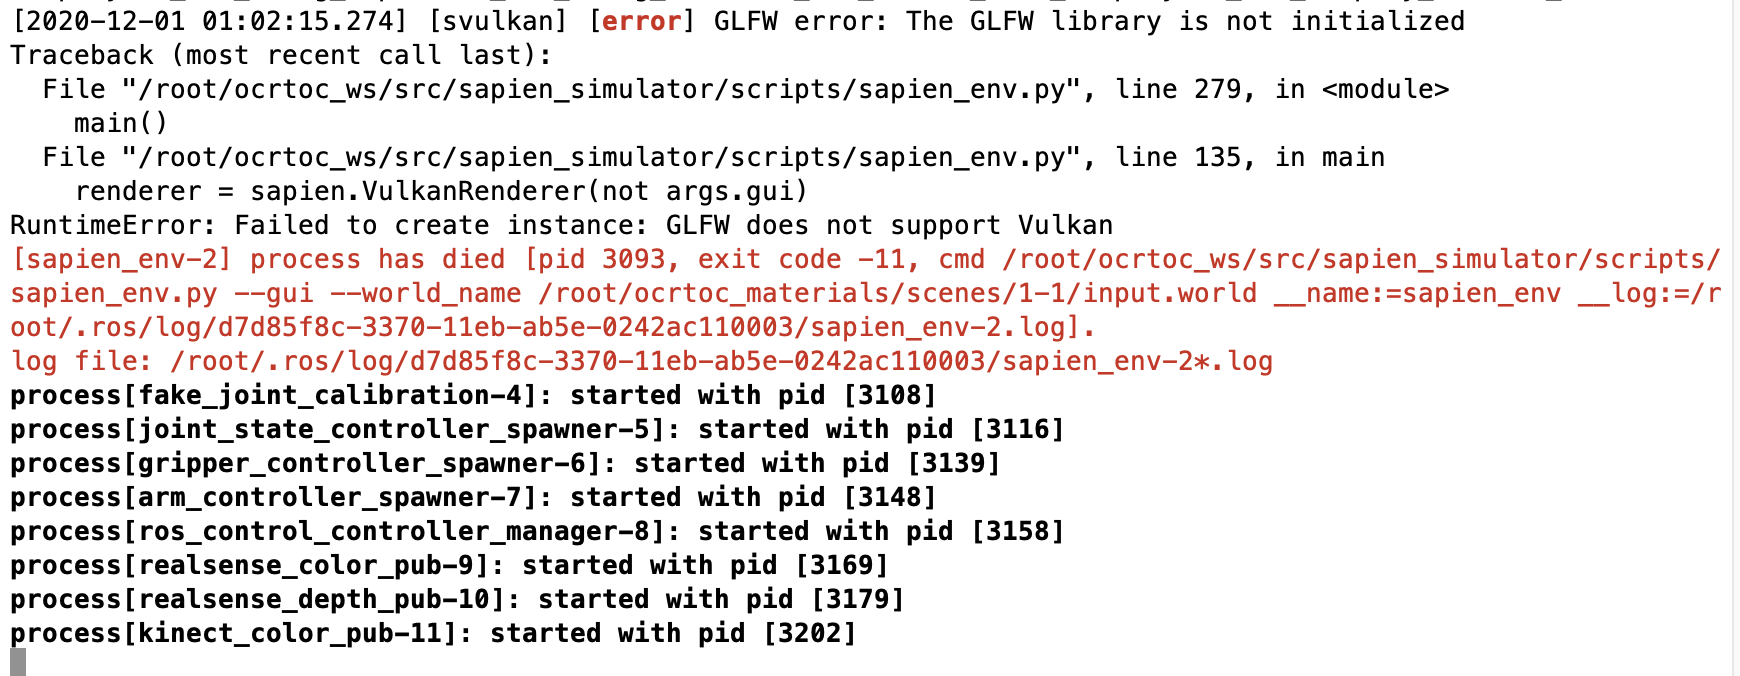 [2020-12-01 01:02:15.274] [svulkan] [error] GLFW error: The GLFW library is not initialized
Traceback (most recent call last):
  File "/root/ocrtoc_ws/src/sapien_simulator/scripts/sapien_env.py", line 279, in <module>
    main()
  File "/root/ocrtoc_ws/src/sapien_simulator/scripts/sapien_env.py", line 135, in main
    renderer = sapien.VulkanRenderer(not args.gui)
RuntimeError: Failed to create instance: GLFW does not support Vulkan
[sapien_env-2] process has died [pid 3093, exit code -11, cmd /root/ocrtoc_ws/src/sapien_simulator/scripts/
sapien_env.py --gui --world_name /root/ocrtoc_materials/scenes/1-1/input.world __name:=sapien_env __log:=/r
oot/.ros/log/d7d85f8c-3370-11eb-ab5e-0242ac110003/sapien_env-2.log].
log file: /root/.ros/log/d7d85f8c-3370-11eb-ab5e-0242ac110003/sapien_env-2*.log
process[fake_joint_calibration-4]: started with pid [3108]
process[joint_state_controller_spawner-5]: started with pid [3116]
process[gripper_controller_spawner-6]: started with pid [3139]
process[arm_controller_spawner-7]: started with pid [3148]
process[ros_control_controller_manager-8]: started with pid [3158]
process[realsense_color_pub-9]: started with pid [3169]
process[realsense_depth_pub-10]: started with pid [3179]
process[kinect_color_pub-11]: started with pid [3202]